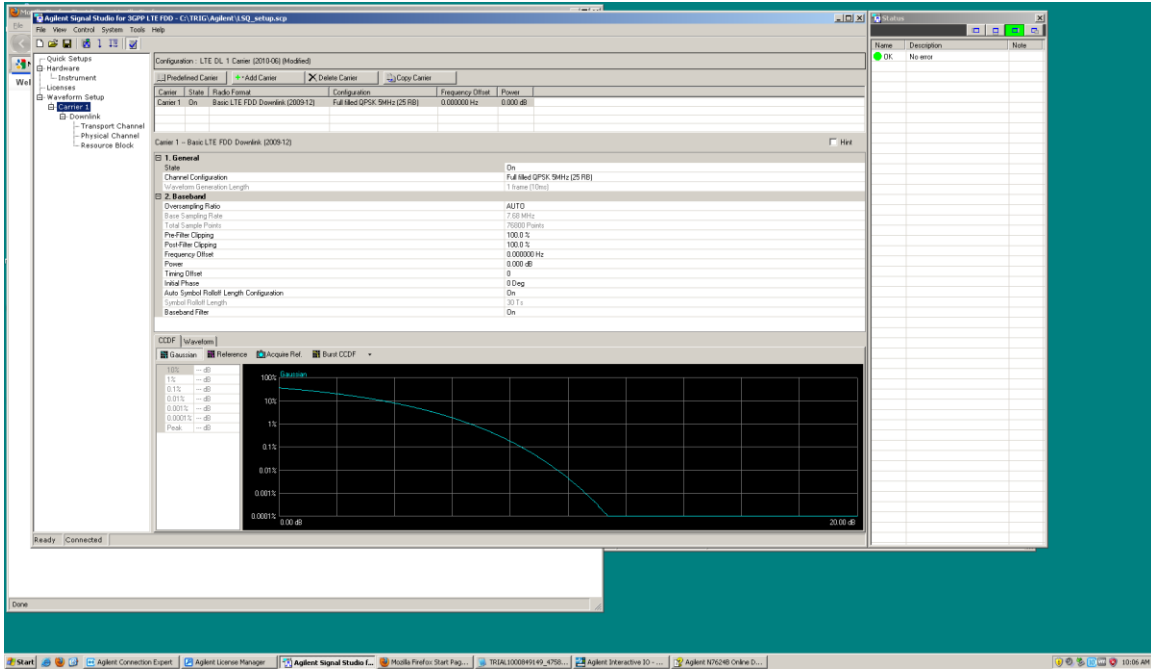 Agilent Signal Studio for 3GPP LTE FDD - C:\TRIG\Agilent\LSQ_setup.scp
File View Control System Tools Help
Quick Setups
Hardware
Instrument
Licenses
Waveform Setup
Carrier 1
Downlink
Transport Channel
Physical Channel
Resource Block
Configuration : LTE DL 1 Carrier (2010-06) (Modified)
Predefined Carrier Add Carrier Delete Carrier Copy Carrier
Carrier State Radio Format Configuration Frequency Offset Power
Carrier 1 On Basic LTE FDD Downlink (2009-12) Full filled QPSK 5MHz (25 RB) 0.000000 Hz 0.000 dB
Carrier 1 -- Basic LTE FDD Downlink (2009-12) Hint
1. General
State On
Channel Configuration Full filled QPSK 5MHz (25 RB)
Waveform Generation Length 1 frame (10ms)
2. Baseband
Oversampling Ratio AUTO
Base Sampling Rate 7.68 MHz
Total Sample Points 76800 Points
Pre-Filter Clipping 100.0 %
Post-Filter Clipping 100.0 %
Frequency Offset 0.000000 Hz
Power 0.000 dB
Timing Offset 0
Initial Phase 0 Deg
Auto Symbol Rolloff Length Configuration On
Symbol Rolloff Length 30 Ts
Baseband Filter On
CCDF Waveform
Gaussian Reference Acquire Ref. Burst CCDF
10% -- dB
1% -- dB
0.1% -- dB
0.01% -- dB
0.001% -- dB
0.0001% -- dB
Peak -- dB
Gaussian
100%
10%
1%
0.1%
0.01%
0.001%
0.0001%
0.00 dB 20.00 dB
Ready Connected
Status
Name Description Note
OK No error
File
Wel
Done
Start Agilent Connection Expert Agilent License Manager Agilent Signal Studio f... Mozilla Firefox Start Pag... TRIAL1000849149_4758... Agilent Interactive IO - ... Agilent N7624B Online D... 10:06 AM